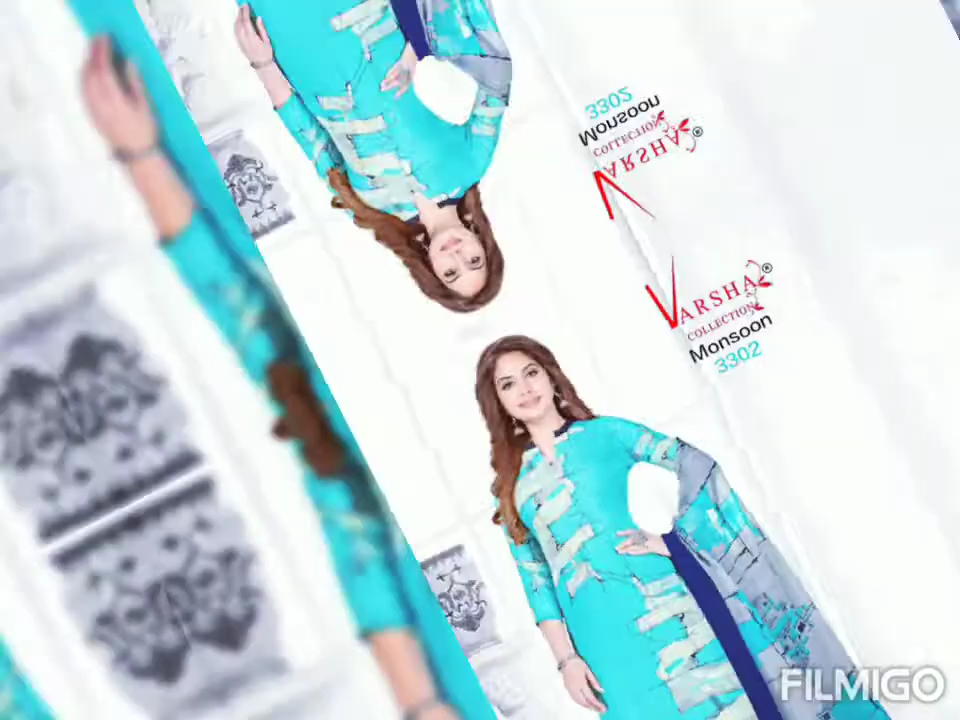 3302
Monsoon
COLLECTION
VARSHA ®
VARSHA ®
COLLECTION
Monsoon
3302
FILMIGO